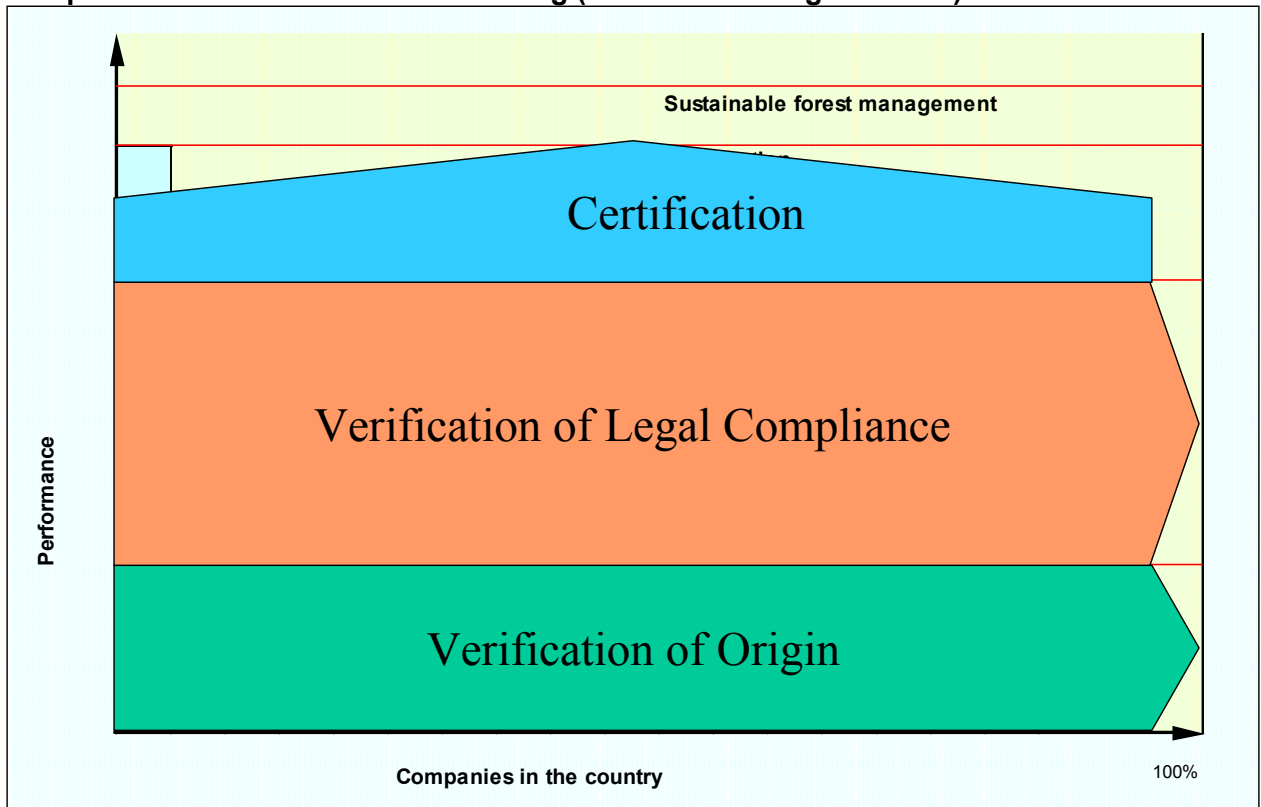 Sustainable forest management
Certification
Verification of Legal Compliance
Performance
Verification of Origin
Companies in the country
100%